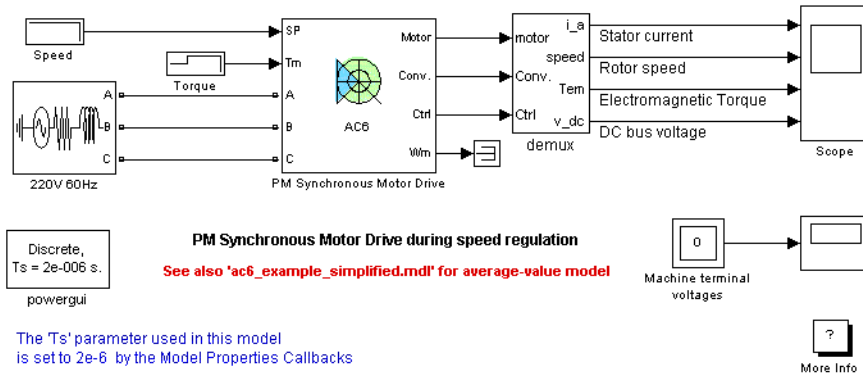 SP
Motor
motor
i_a
Stator current
Speed
speed
Rotor speed
Tm
Conv.
Conv.
Torque
Tem
Electromagnetic Torque
A
A
Ctrl
Ctrl
v_dc
DC bus voltage
B
B
AC6
demux
Scope
C
C
Wm
220V 60Hz
PM Synchronous Motor Drive
Discrete,
Ts = 2e-006 s.
powergui
PM Synchronous Motor Drive during speed regulation
See also 'ac6_example_simplified.mdl' for average-value model
0
Machine terminal
voltages
The 'Ts' parameter used in this model
is set to 2e-6 by the Model Properties Callbacks
?
More Info